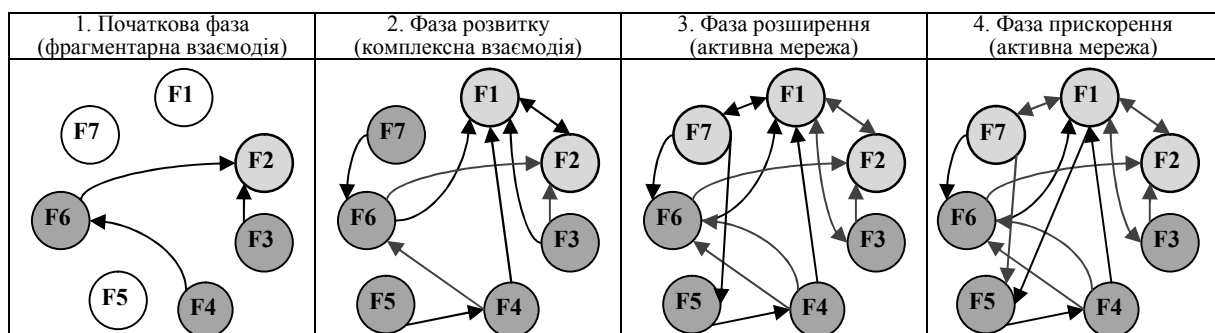 1. Початкова фаза
(фрагментарна взаємодія)
2. Фаза розвитку
(комплексна взаємодія)
3. Фаза розширення
(активна мережа)
4. Фаза прискорення
(активна мережа)
F1
F7
F2
F6
F3
F5
F4
F1
F7
F2
F6
F3
F5
F4
F1
F7
F2
F6
F3
F5
F4
F1
F7
F2
F6
F3
F5
F4